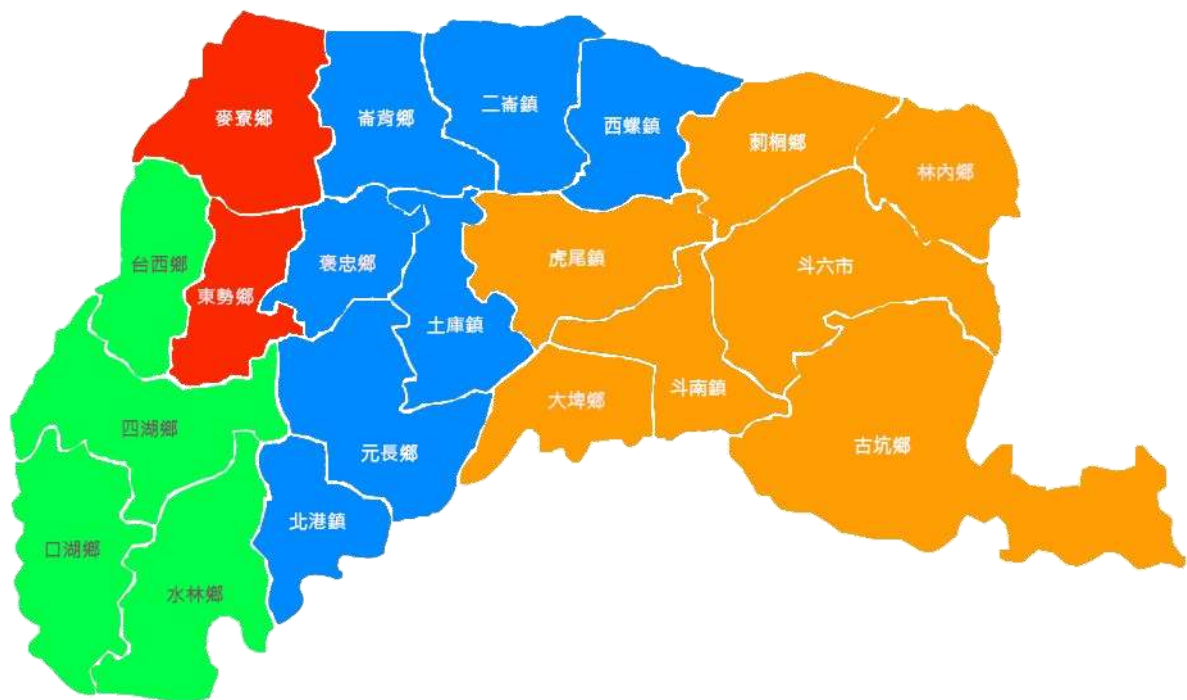 麥寮鄉
崙背鄉
二崙鎮
西螺鎮
莿桐鄉
林內鄉
台西鄉
東勢鄉
褒忠鄉
土庫鎮
虎尾鎮
斗六市
四湖鄉
元長鄉
大埤鄉
斗南鎮
古坑鄉
口湖鄉
水林鄉
北港鎮